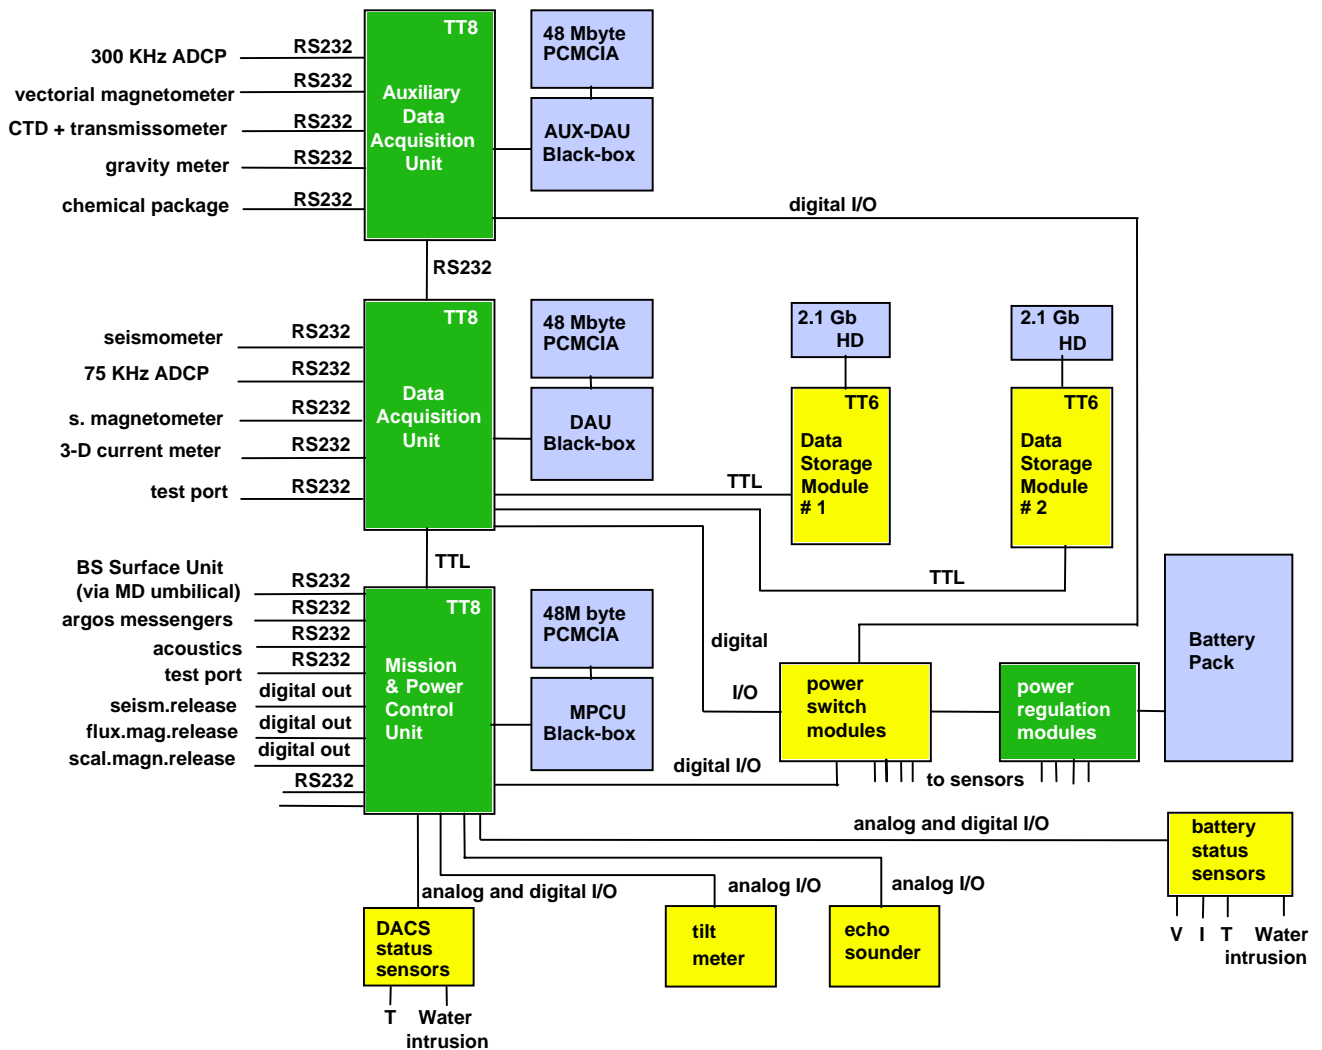 TT8
Auxiliary
Data
Acquisition
Unit
300 KHz ADCP
RS232
vectorial magnetometer
RS232
CTD + transmissometer
RS232
gravity meter
RS232
chemical package
RS232
48 Mbyte
PCMCIA
AUX-DAU
Black-box
digital I/O
RS232
TT8
Data
Acquisition
Unit
seismometer
RS232
75 KHz ADCP
RS232
s. magnetometer
RS232
3-D current meter
RS232
test port
RS232
48 Mbyte
PCMCIA
DAU
Black-box
2.1 Gb
HD
TT6
Data
Storage
Module
# 1
2.1 Gb
HD
TT6
Data
Storage
Module
# 2
TTL
TTL
TTL
TT8
Mission
& Power
Control
Unit
BS Surface Unit
(via MD umbilical)
RS232
argos messengers
RS232
acoustics
RS232
test port
RS232
seism.release
digital out
flux.mag.release
digital out
scal.magn.release
digital out
RS232
48M byte
PCMCIA
MPCU
Black-box
digital
I/O
digital I/O
power
switch
modules
to sensors
power
regulation
modules
Battery
Pack
analog and digital I/O
battery
status
sensors
V
I
T
Water
intrusion
analog and digital I/O
DACS
status
sensors
T
Water
intrusion
analog I/O
tilt
meter
analog I/O
echo
sounder